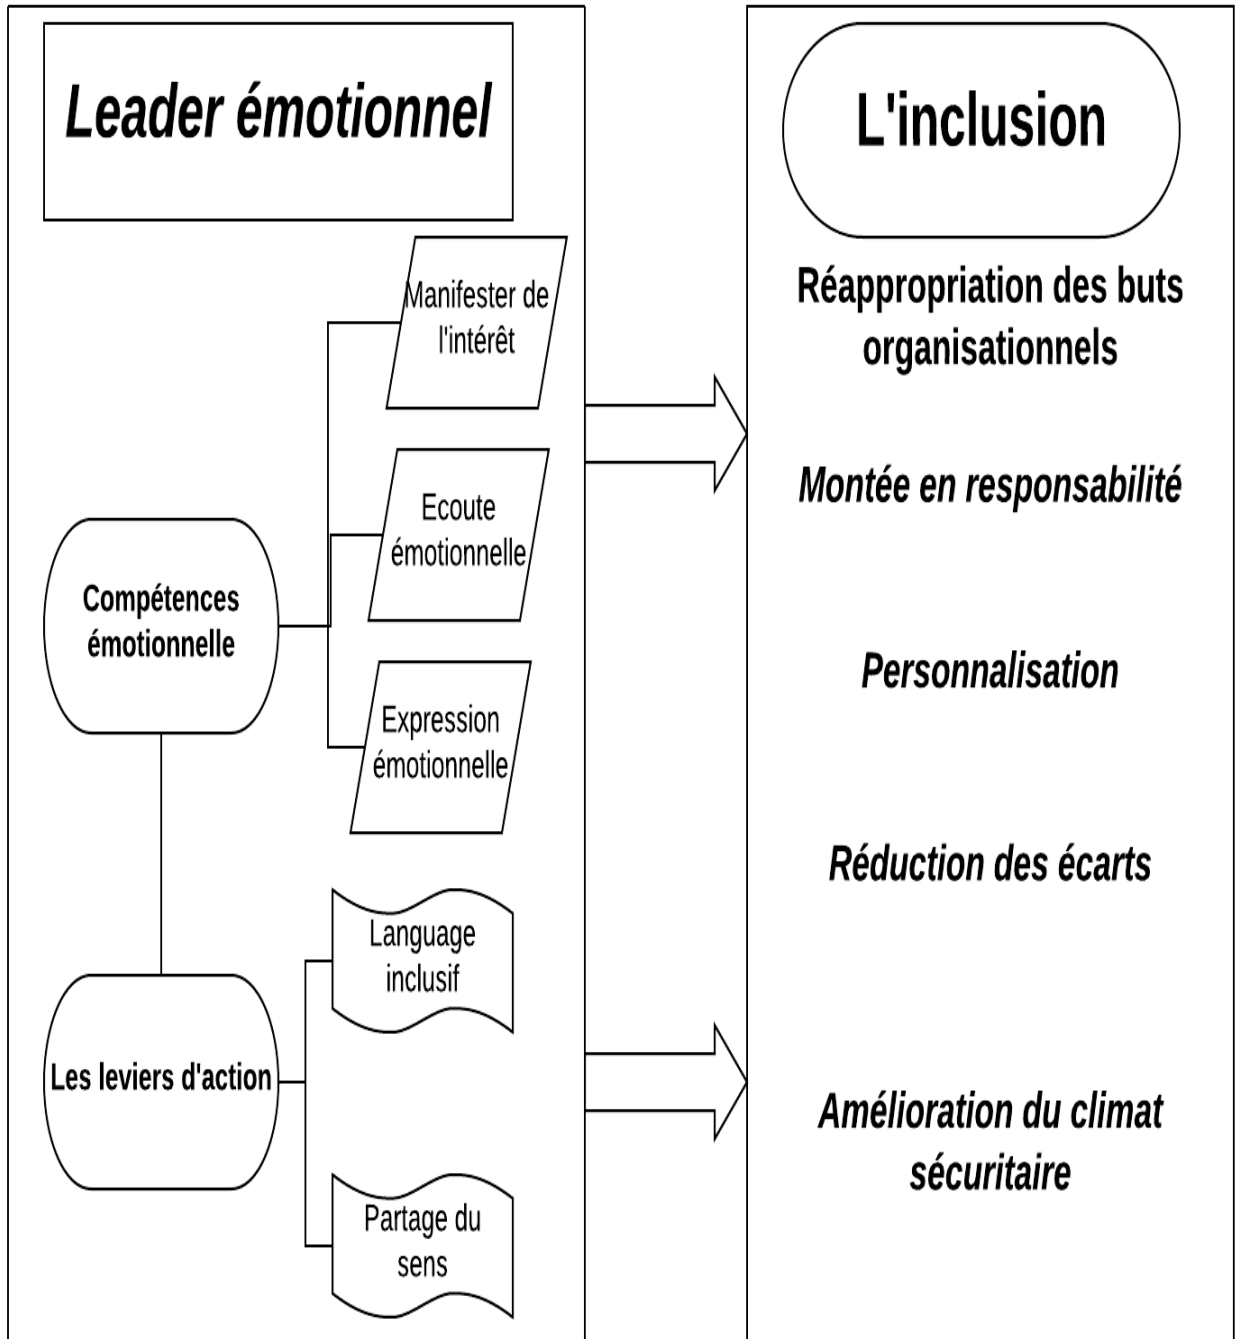 Leader émotionnel
Manifester de
l'intérêt
Ecoute
émotionnelle
Compétences
émotionnelle
Expression
émotionnelle
Language
inclusif
Les leviers d'action
Partage du
sens
L'inclusion
Réappropriation des buts
organisationnels
Montée en responsabilité
Personnalisation
Réduction des écarts
Amélioration du climat
sécuritaire